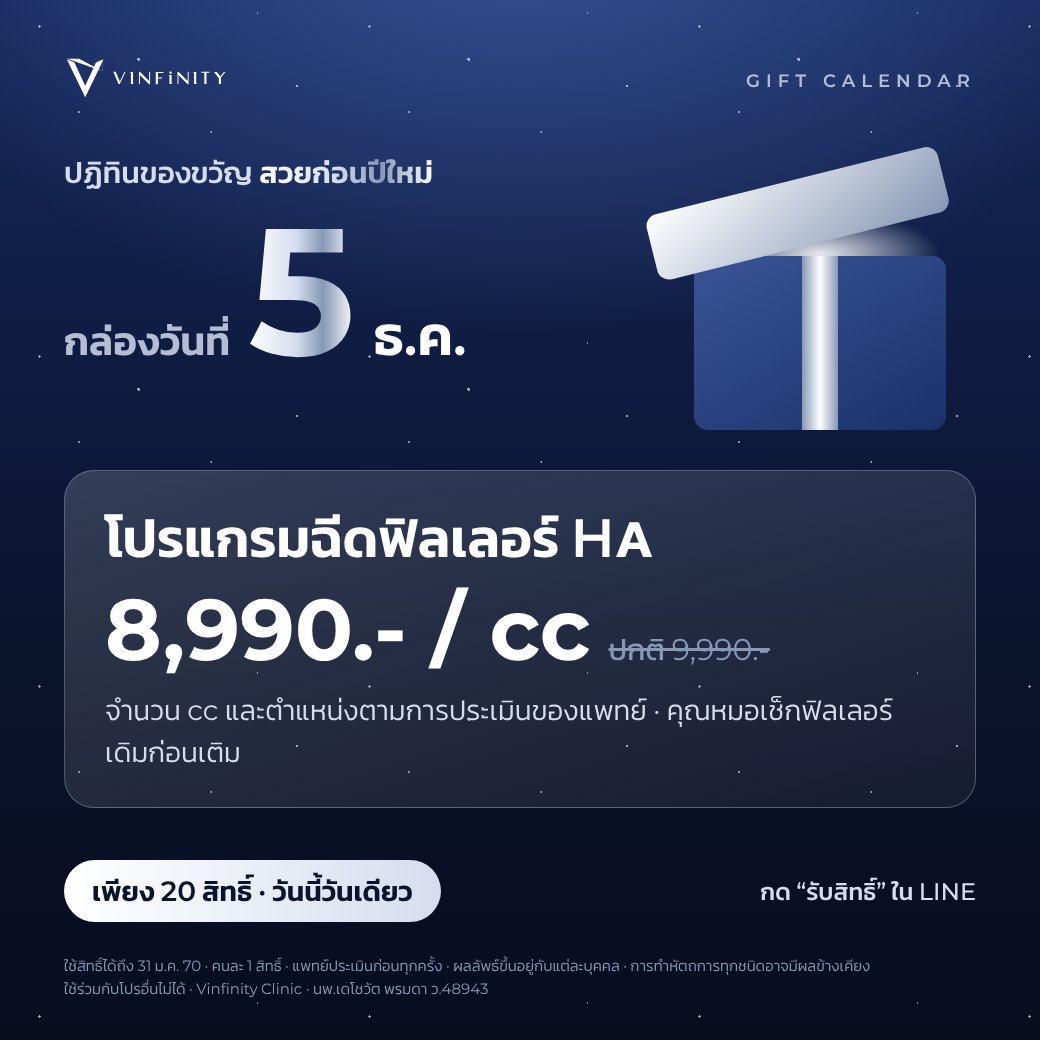 VINFINITY
GIFT CALENDAR
ปฏิทินของขวัญ สวยก่อนปีใหม่
กล่องวันที่ 5 ธ.ค.
โปรแกรมฉีดฟิลเลอร์ HA
8,990.- / cc ปกติ 9,990.-
จำนวน cc และตำแหน่งตามการประเมินของแพทย์ · คุณหมอเช็กฟิลเลอร์
เดิมก่อนเติม
เพียง 20 สิทธิ์ · วันนี้วันเดียว
กด “รับสิทธิ์” ใน LINE
ใช้สิทธิ์ได้ถึง 31 ม.ค. 70 · คนละ 1 สิทธิ์ · แพทย์ประเมินก่อนทุกครั้ง · ผลลัพธ์ขึ้นอยู่กับแต่ละบุคคล · การทำหัตถการทุกชนิดอาจมีผลข้างเคียง
ใช้ร่วมกับโปรอื่นไม่ได้ · Vinfinity Clinic · นพ.เดโชวัต พรมดา ว.48943